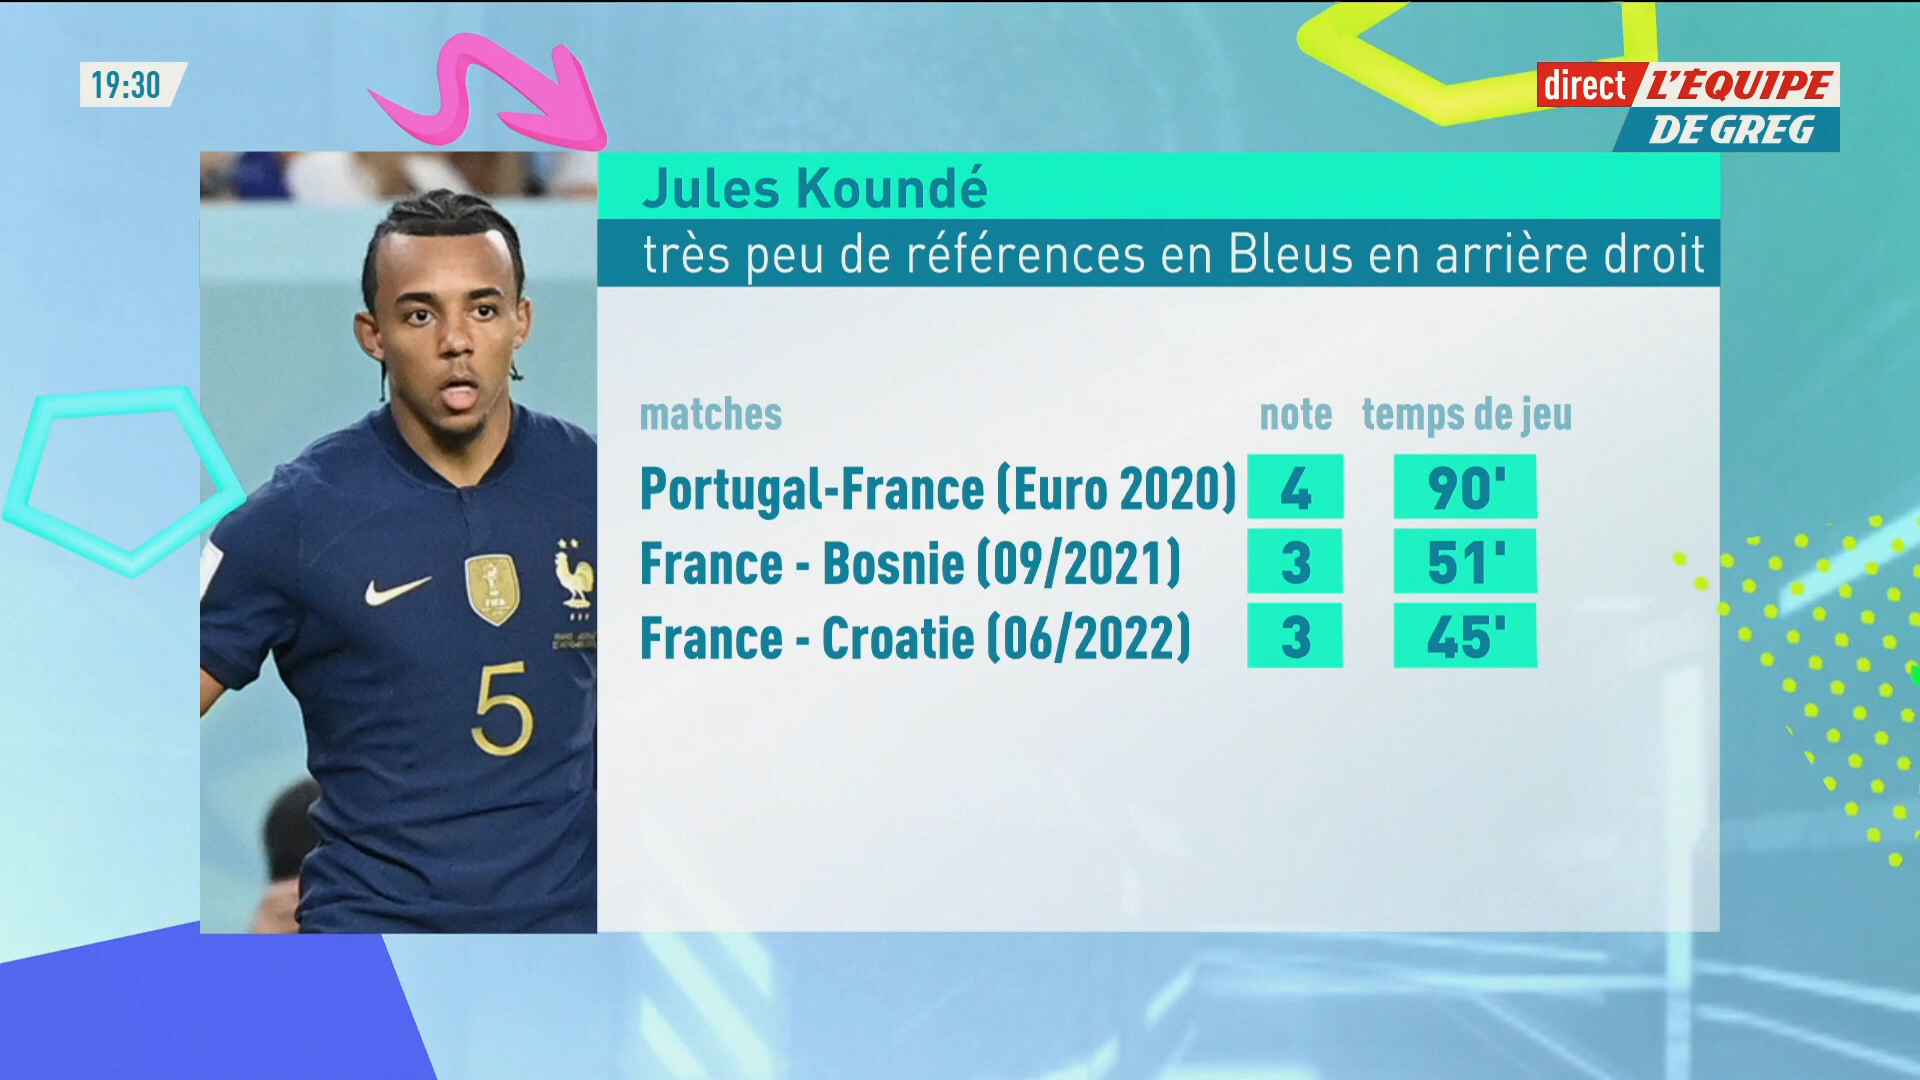 19:30
direct L'ÉQUIPE
DE GREG
Jules Koundé
très peu de références en Bleus en arrière droit
matches note temps de jeu
Portugal-France (Euro 2020) 4 90'
France - Bosnie (09/2021) 3 51'
France - Croatie (06/2022) 3 45'
FIFA
FFF
5